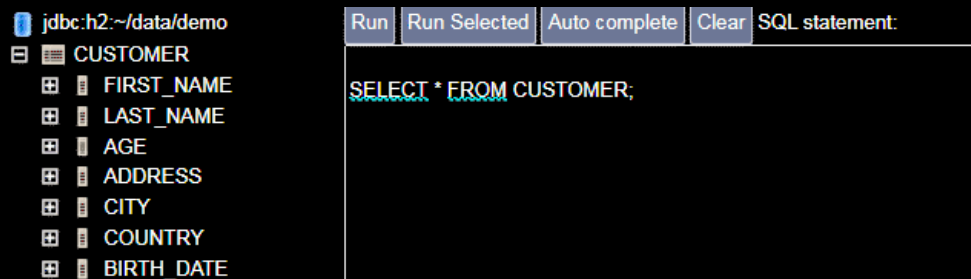 jdbc:h2:~/data/demo
CUSTOMER
FIRST_NAME
LAST_NAME
AGE
ADDRESS
CITY
COUNTRY
BIRTH_DATE
Run Run Selected Auto complete Clear SQL statement:
SELECT * FROM CUSTOMER;